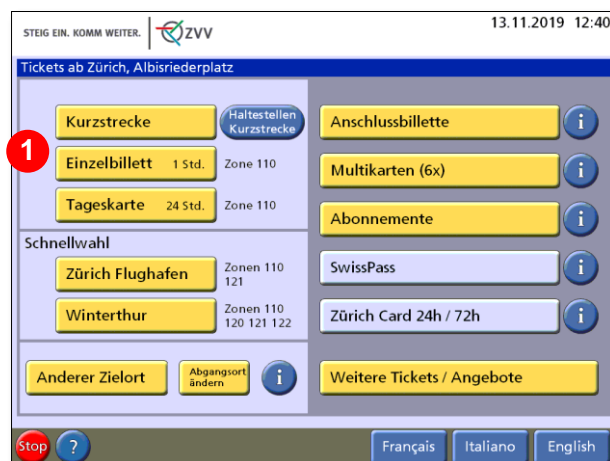 STEIG EIN. KOMM WEITER. ZVV
13.11.2019 12:40
Tickets ab Zürich, Albisriederplatz
1
Kurzstrecke
Haltestellen
Kurzstrecke
Einzelbillett 1 Std. Zone 110
Tageskarte 24 Std. Zone 110
Schnellwahl
Zürich Flughafen
Zonen 110
121
Winterthur
Zonen 110
120 121 122
Anderer Zielort
Abgangsort
ändern
i
Anschlussbillette i
Multikarten (6x) i
Abonnemente i
SwissPass i
Zürich Card 24h / 72h i
Weitere Tickets / Angebote
Stop ?
Français Italiano English